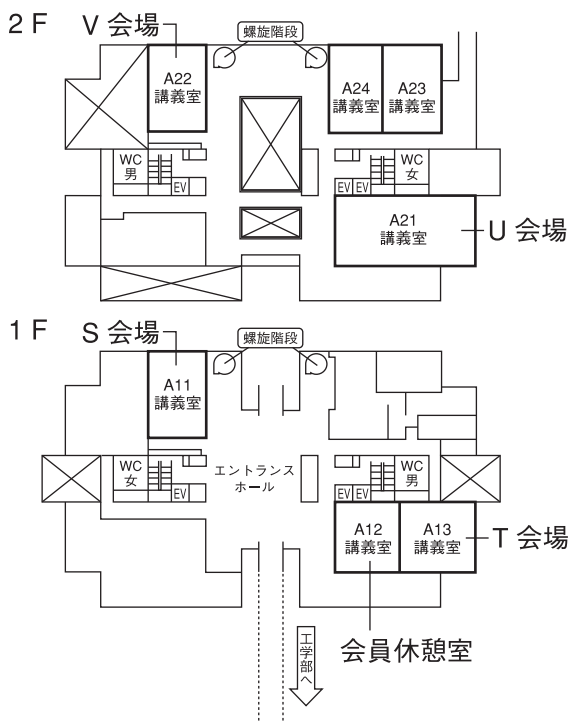 2F
V会場
螺旋階段
A22
講義室
A24
講義室
A23
講義室
WC
男
EV
EV
EV
WC
女
A21
講義室
U会場
1F
S会場
螺旋階段
A11
講義室
エントランス
ホール
WC
女
EV
EV
EV
WC
男
A12
講義室
A13
講義室
T会場
会員休憩室
工学部へ